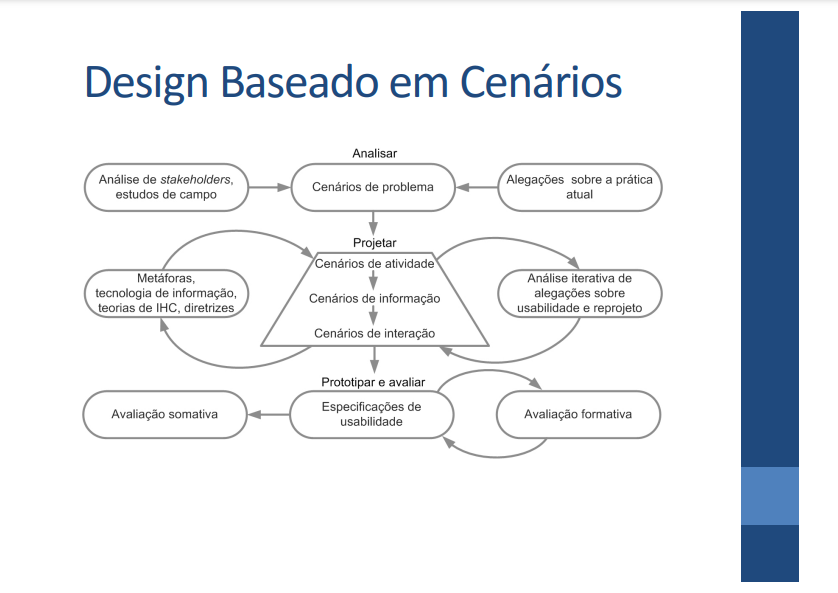 Design Baseado em Cenários
Analisar
Análise de stakeholders,
estudos de campo
Cenários de problema
Alegações sobre a prática
atual
Projetar
Metáforas,
tecnologia de informação,
teorias de IHC, diretrizes
Cenários de atividade
Cenários de informação
Cenários de interação
Análise iterativa de
alegações sobre
usabilidade e reprojeto
Prototipar e avaliar
Avaliação somativa
Especificações de
usabilidade
Avaliação formativa